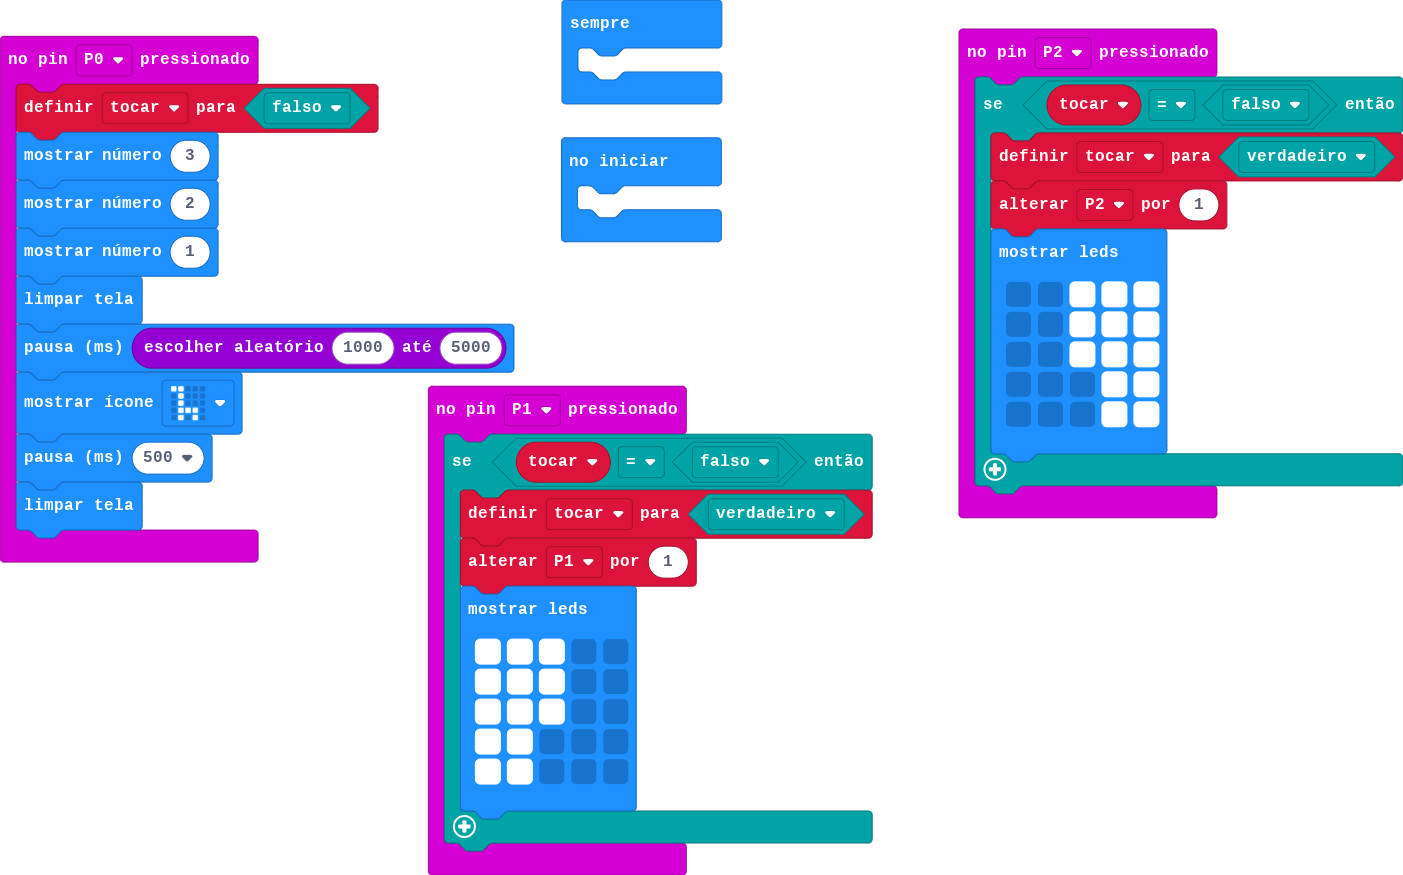 no pin P0 pressionado
definir tocar para falso
mostrar número 3
mostrar número 2
mostrar número 1
limpar tela
pausa (ms) escolher aleatório 1000 até 5000
mostrar ícone
pausa (ms) 500
limpar tela
sempre
no iniciar
no pin P1 pressionado
se tocar = falso então
definir tocar para verdadeiro
alterar P1 por 1
mostrar leds
no pin P2 pressionado
se tocar = falso então
definir tocar para verdadeiro
alterar P2 por 1
mostrar leds